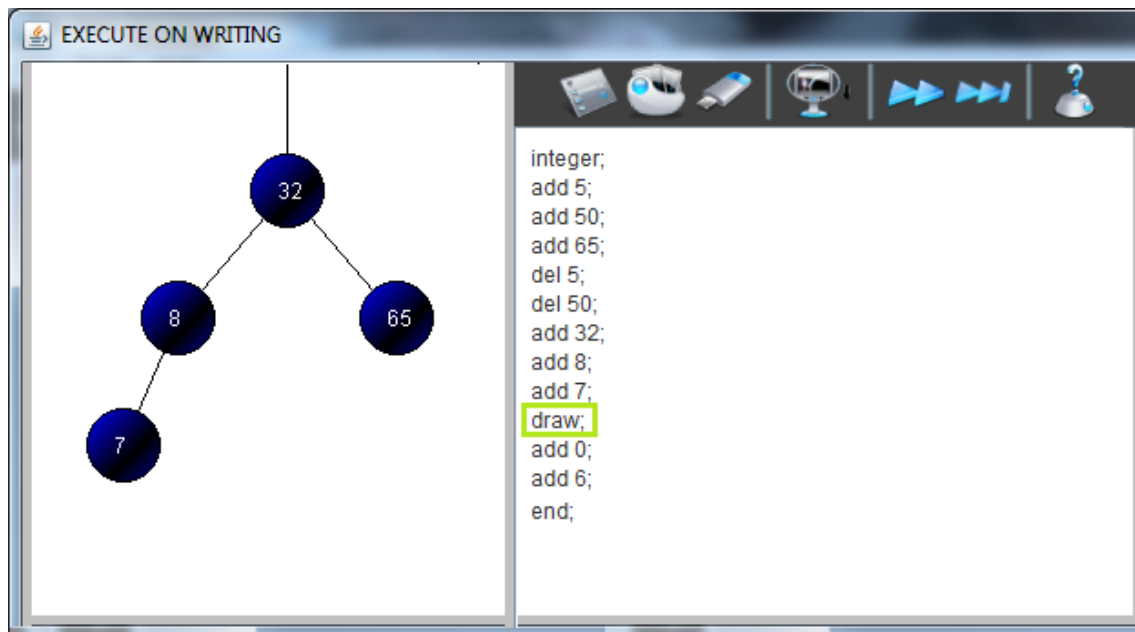 EXECUTE ON WRITING
32
8
65
7
integer;
add 5;
add 50;
add 65;
del 5;
del 50;
add 32;
add 8;
add 7;
draw;
add 0;
add 6;
end;